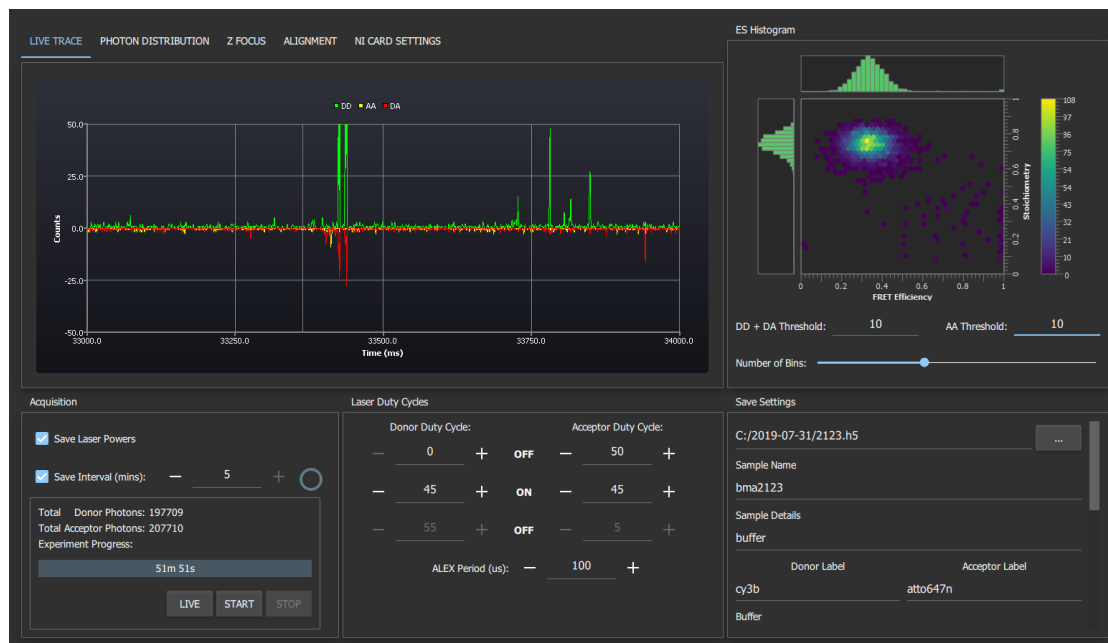 LIVE TRACE PHOTON DISTRIBUTION Z FOCUS ALIGNMENT NI CARD SETTINGS
DD AA DA
50.0
25.0
0.0
-25.0
-50.0
Counts
33000.0 33250.0 33500.0 33750.0 34000.0
Time (ms)
ES Histogram
1
0.8
0.6
0.4
0.2
0
Stoichiometry
108
97
86
75
54
54
43
32
21
10
0
0 0.2 0.4 0.6 0.8 1
FRET Efficiency
DD + DA Threshold: 10 AA Threshold: 10
Number of Bins:
Acquisition
Save Laser Powers
Save Interval (mins): — 5 +
Total Donor Photons: 197709
Total Acceptor Photons: 207710
Experiment Progress:
51m 51s
LIVE START STOP
Laser Duty Cycles
Donor Duty Cycle: Acceptor Duty Cycle:
— 0 + OFF — 50 +
— 45 + ON — 45 +
— 55 + OFF — 5 +
ALEX Period (us): — 100 +
Save Settings
C:/2019-07-31/2123.h5 ...
Sample Name
bma2123
Sample Details
buffer
Donor Label Acceptor Label
cy3b atto647n
Buffer